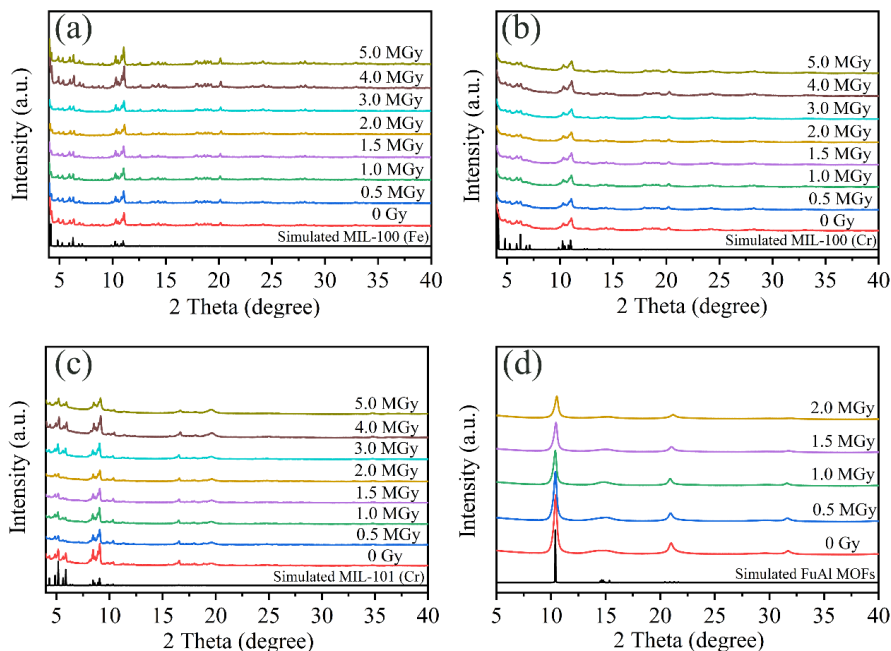 (a)
Intensity (a.u.)
5.0 MGy
4.0 MGy
3.0 MGy
2.0 MGy
1.5 MGy
1.0 MGy
0.5 MGy
0 Gy
Simulated MIL-100 (Fe)
5 10 15 20 25 30 35 40
2 Theta (degree)
(b)
Intensity (a.u.)
5.0 MGy
4.0 MGy
3.0 MGy
2.0 MGy
1.5 MGy
1.0 MGy
0.5 MGy
0 Gy
Simulated MIL-100 (Cr)
5 10 15 20 25 30 35 40
2 Theta (degree)
(c)
Intensity (a.u.)
5.0 MGy
4.0 MGy
3.0 MGy
2.0 MGy
1.5 MGy
1.0 MGy
0.5 MGy
0 Gy
Simulated MIL-101 (Cr)
5 10 15 20 25 30 35 40
2 Theta (degree)
(d)
Intensity (a.u.)
2.0 MGy
1.5 MGy
1.0 MGy
0.5 MGy
0 Gy
Simulated FuAl MOFs
5 10 15 20 25 30 35 40
2 Theta (degree)